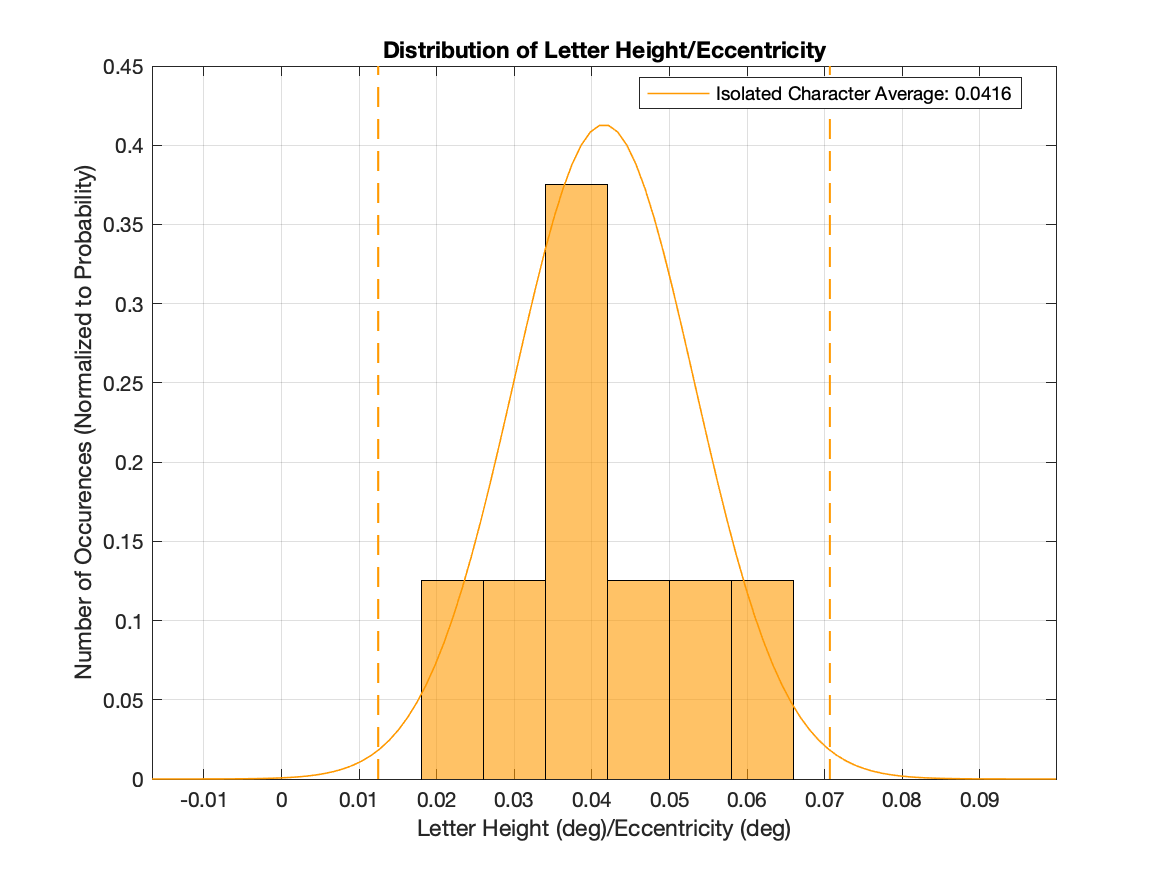 Distribution of Letter Height/Eccentricity
Isolated Character Average: 0.0416
Number of Occurences (Normalized to Probability)
0.45
0.4
0.35
0.3
0.25
0.2
0.15
0.1
0.05
0
-0.01 0 0.01 0.02 0.03 0.04 0.05 0.06 0.07 0.08 0.09
Letter Height (deg)/Eccentricity (deg)